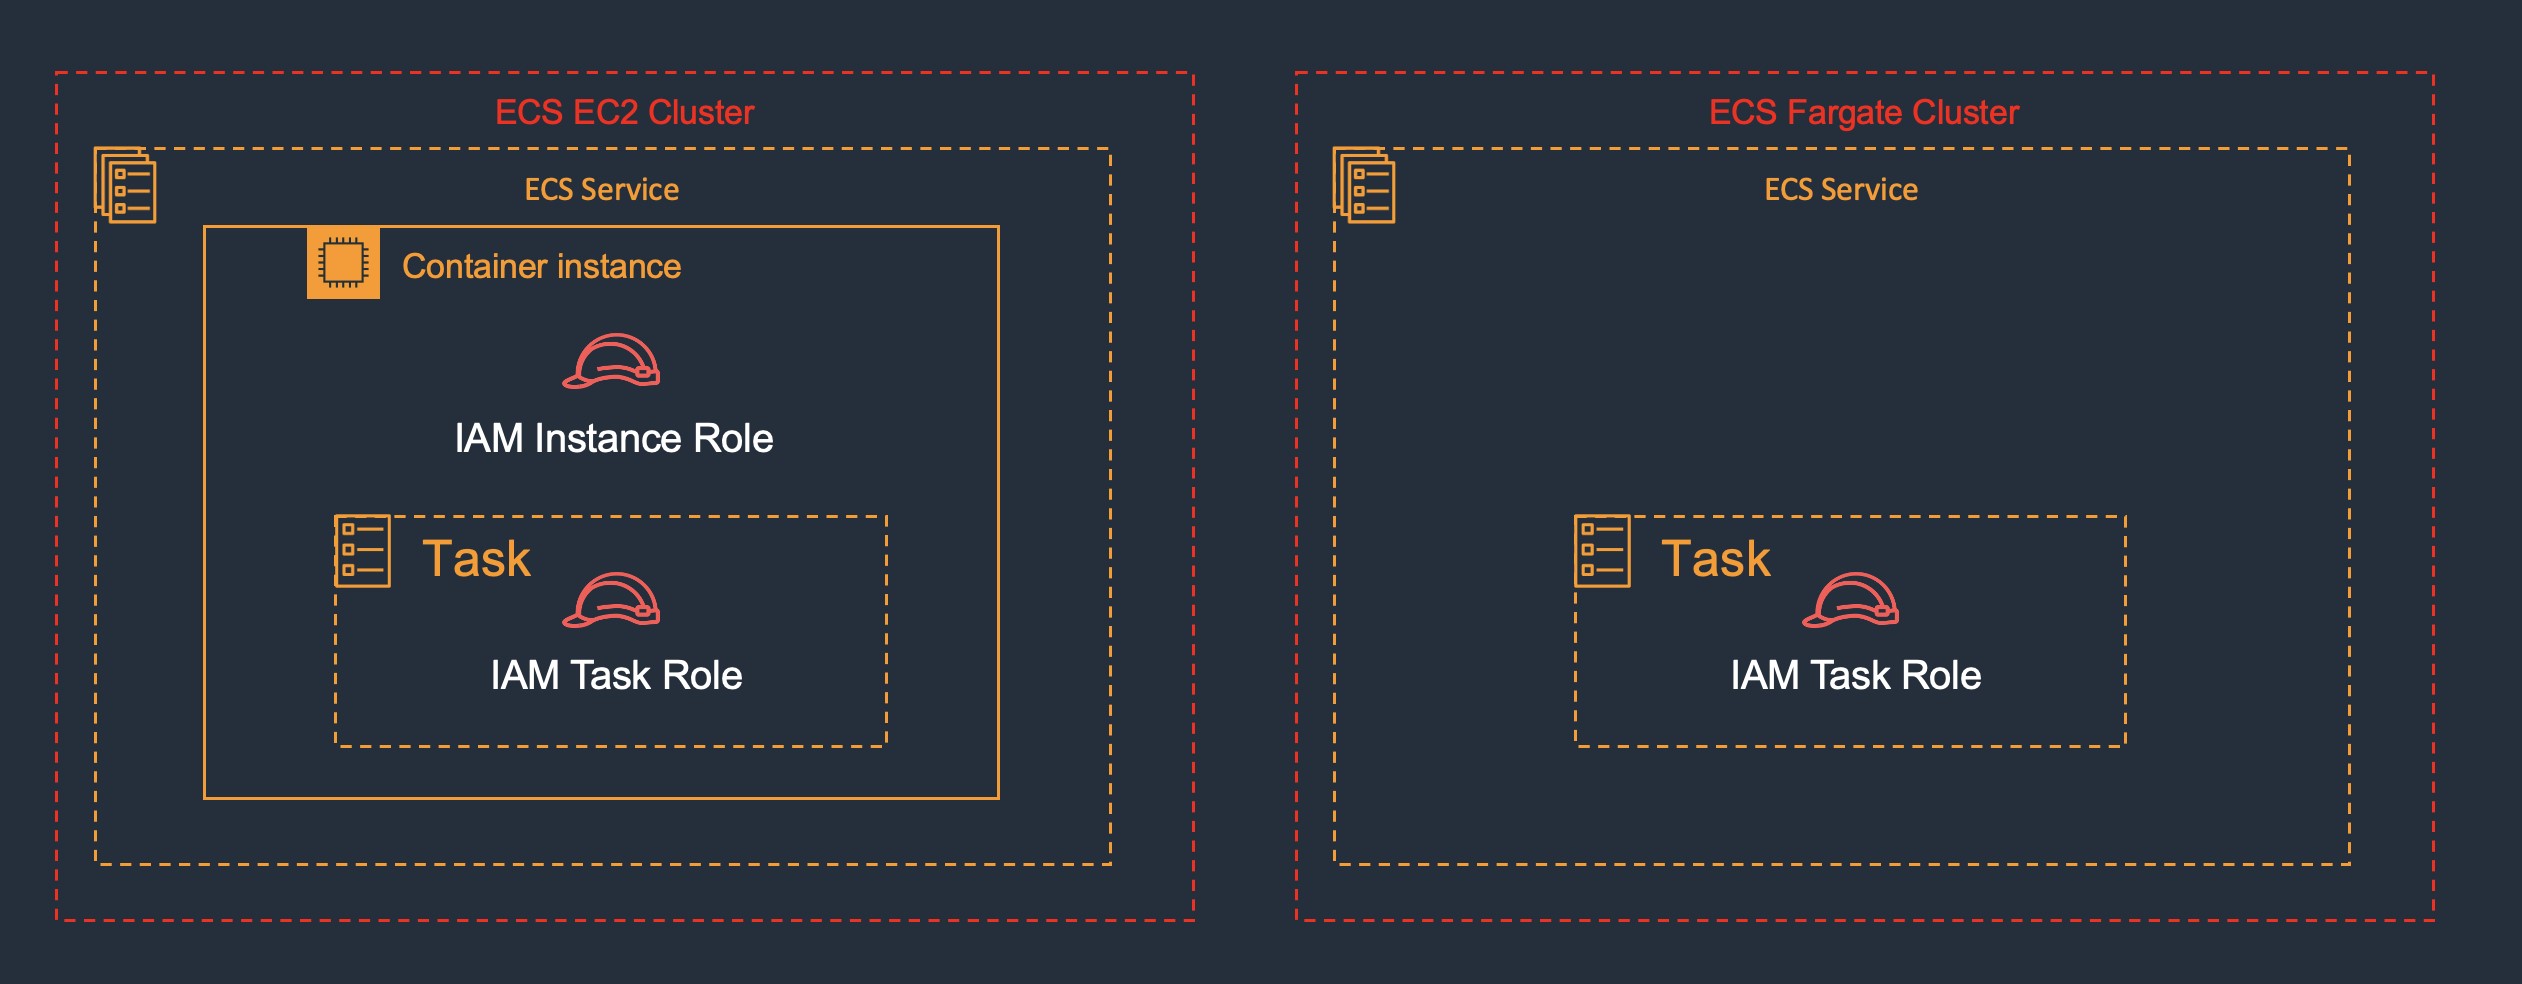 ECS EC2 Cluster
ECS Service
Container instance
IAM Instance Role
Task
IAM Task Role
ECS Fargate Cluster
ECS Service
Task
IAM Task Role